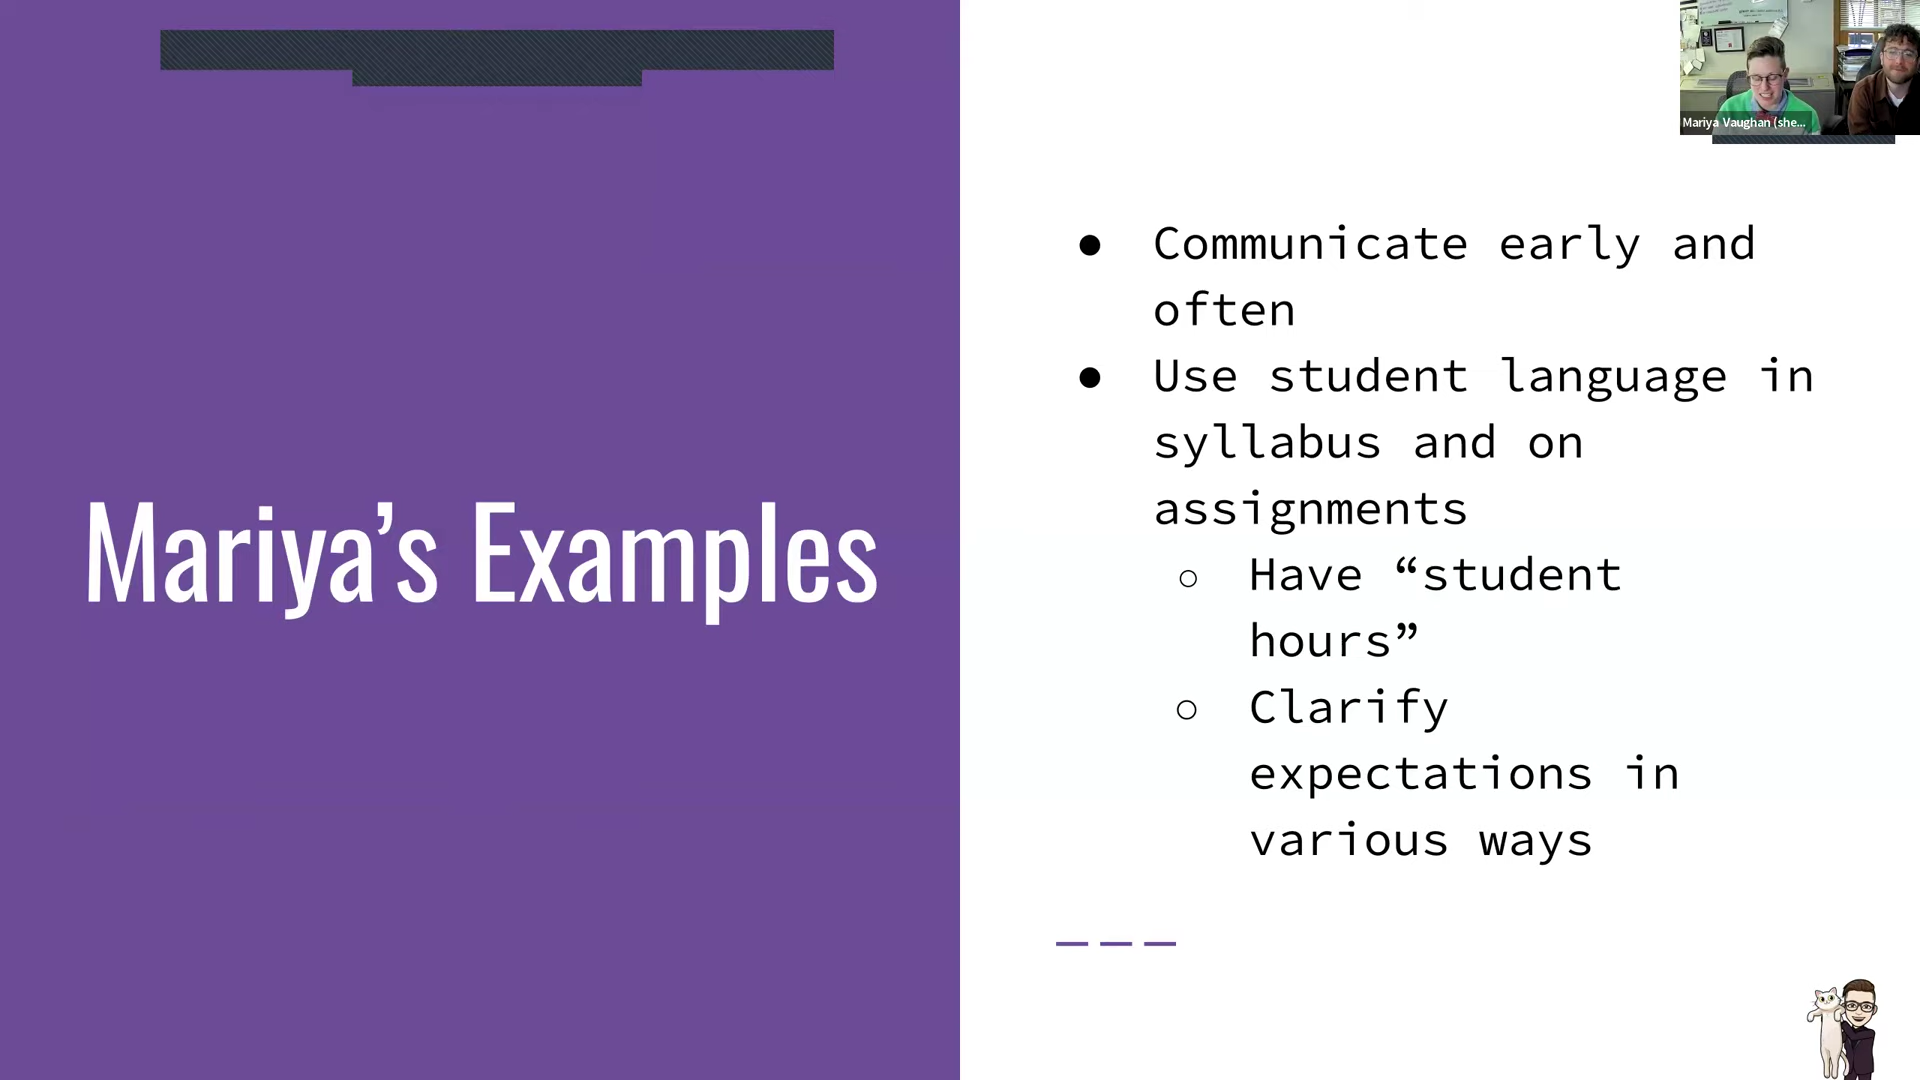 Mariya’s Examples
● Communicate early and
often
● Use student language in
syllabus and on
assignments
○ Have “student
hours”
○ Clarify
expectations in
various ways
Mariya Vaughan (she...